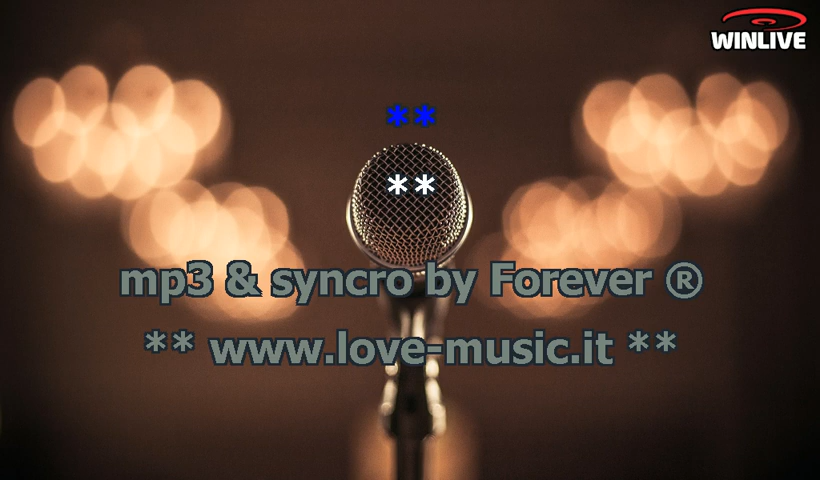 WINLIVE
**
**
mp3 & syncro by Forever ®
** www.love-music.it **